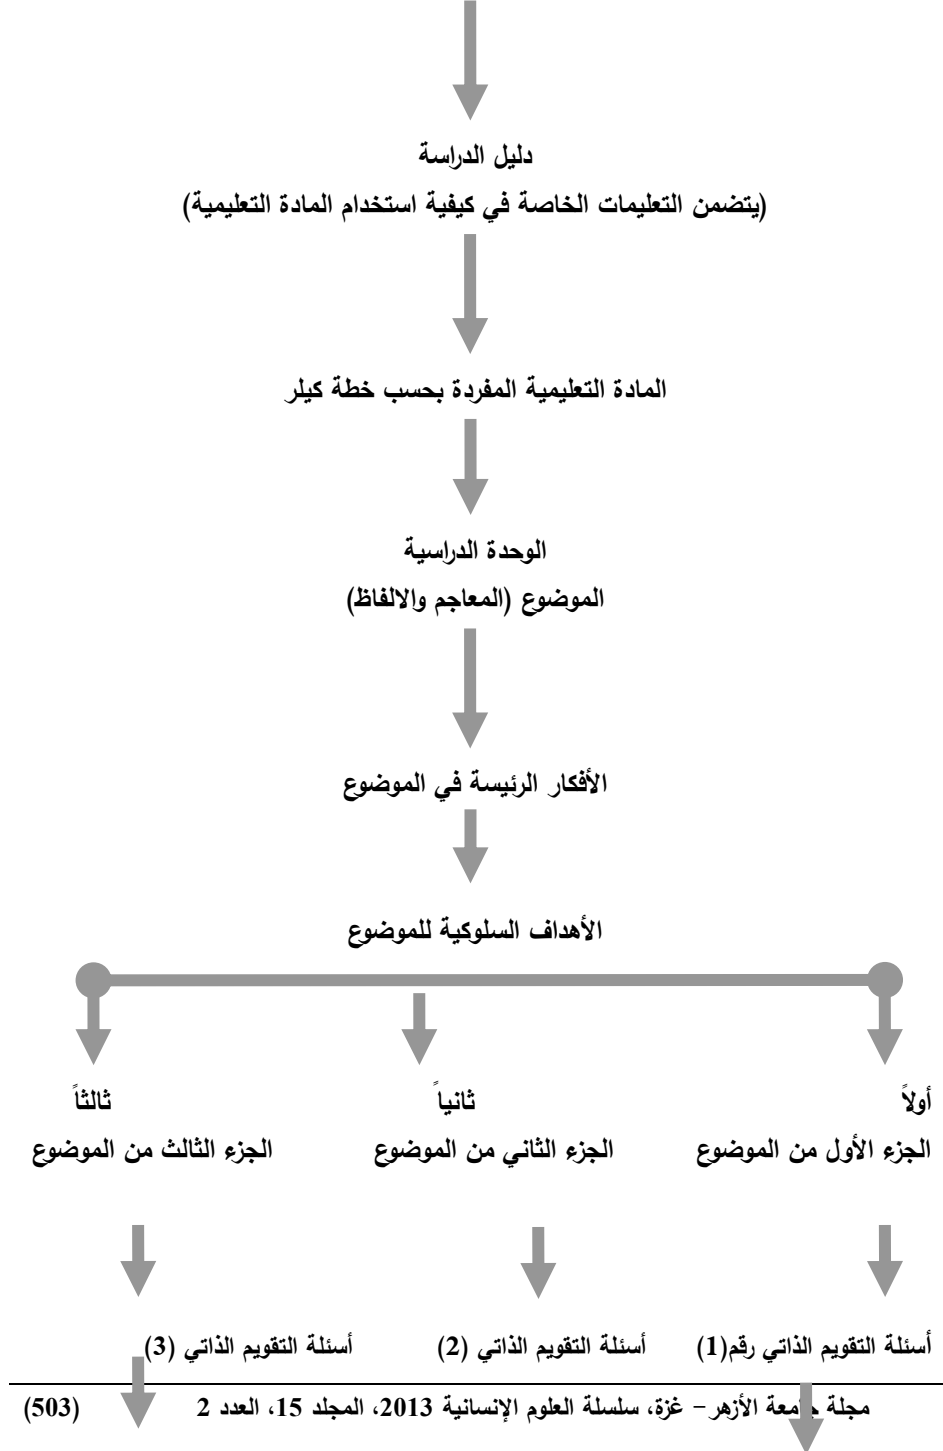 دليل الدراسة
(يتضمن التعليمات الخاصة في كيفية استخدام المادة التعليمية)
المادة التعليمية المفردة بحسب خطة كيلر
الوحدة الدراسية
الموضوع (المعاجم والالفاظ)
الأفكار الرئيسة في الموضوع
الأهداف السلوكية للموضوع
أولاً ثانياً ثالثاً
الجزء الأول من الموضوع الجزء الثاني من الموضوع الجزء الثالث من الموضوع
أسئلة التقويم الذاتي رقم(1) أسئلة التقويم الذاتي (2) أسئلة التقويم الذاتي (3)
مجلة جامعة الأزهر- غزة، سلسلة العلوم الإنسانية 2013، المجلد 15، العدد 2 (503)